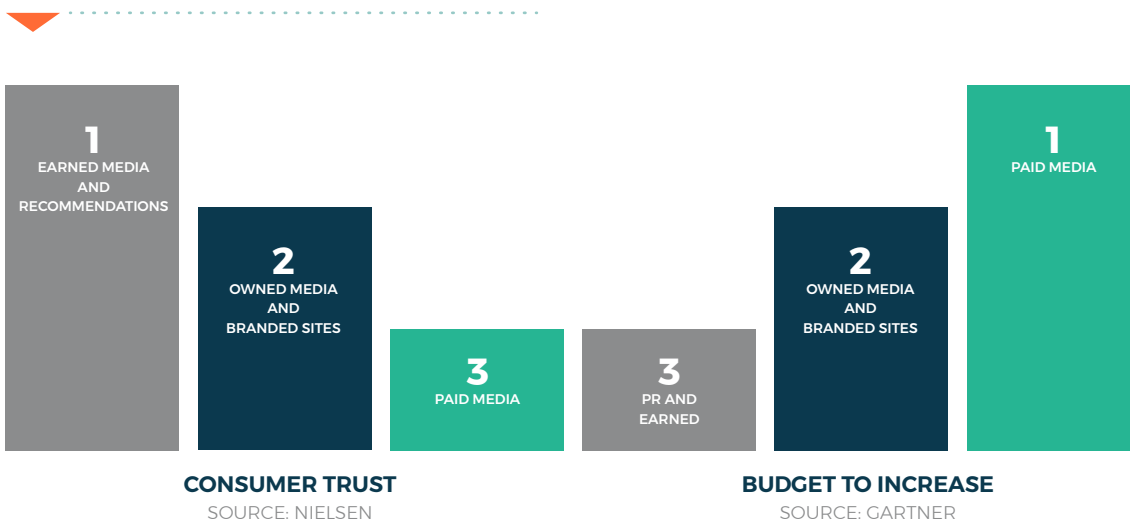 1
EARNED MEDIA
AND
RECOMMENDATIONS
2
OWNED MEDIA
AND
BRANDED SITES
3
PAID MEDIA
3
PR AND
EARNED
2
OWNED MEDIA
AND
BRANDED SITES
1
PAID MEDIA
CONSUMER TRUST
SOURCE: NIELSEN
BUDGET TO INCREASE
SOURCE: GARTNER